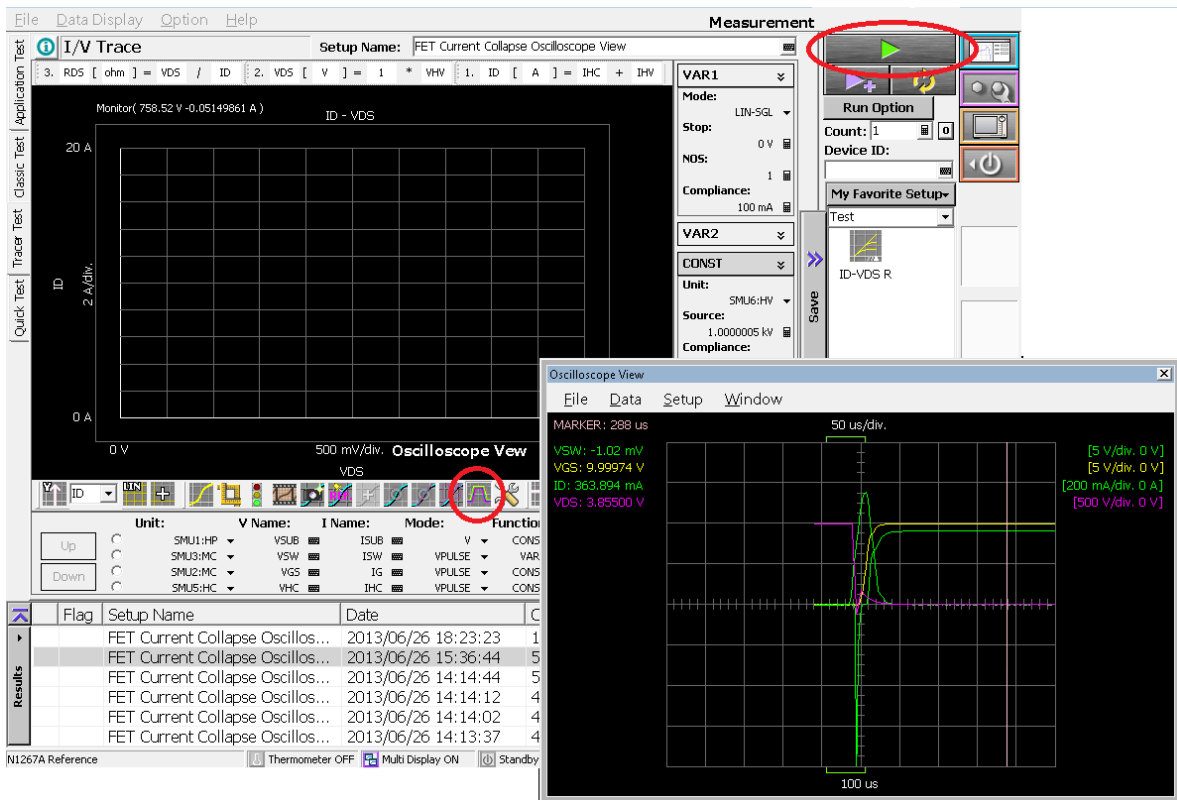 Measurement
File Data Display Option Help
I/V Trace
Setup Name: FET Current Collapse Oscilloscope View
3. RDS [ ohm ] = VDS / ID
2. VDS [ V ] = 1 * VHV
1. ID [ A ] = IHC + IHV
Application Test
Classic Test
Tracer Test
Quick Test
Monitor( 758.52 V -0.05149861 A )
ID - VDS
20 A
ID
2 A/div.
0 A
0 V
500 mV/div.
VDS
Oscilloscope Vew
VAR1
Mode:
LIN-SGL
Stop:
0 V
NOS:
1
Compliance:
100 mA
VAR2
CONST
Unit:
SMU6:HV
Source:
1.0000005 kV
Compliance:
Save
Run Option
Count: 1
0
Device ID:
My Favorite Setup
Test
ID-VDS R
Y
ID
LIN
Unit: V Name: I Name: Mode: Function
Up
Down
SMU1:HP VSUB ISUB V CONS
SMU3:MC VSW ISW VPULSE VAR
SMU2:MC VGS IG VPULSE CONS
SMU5:HC VHC IHC VPULSE CONS
Results
Flag Setup Name Date C
FET Current Collapse Oscillos... 2013/06/26 18:23:23 1
FET Current Collapse Oscillos... 2013/06/26 15:36:44 5
FET Current Collapse Oscillos... 2013/06/26 14:14:44 5
FET Current Collapse Oscillos... 2013/06/26 14:14:12 4
FET Current Collapse Oscillos... 2013/06/26 14:14:02 4
FET Current Collapse Oscillos... 2013/06/26 14:13:37 4
N1267A Reference
Thermometer OFF
Multi Display ON
Standby
Oscilloscope View
File Data Setup Window
MARKER: 288 us
50 us/div.
VSW: -1.02 mV
VGS: 9.99974 V
ID: 363.894 mA
VDS: 3.85500 V
[5 V/div. 0 V]
[5 V/div. 0 V]
[200 mA/div. 0 A]
[500 V/div. 0 V]
100 us